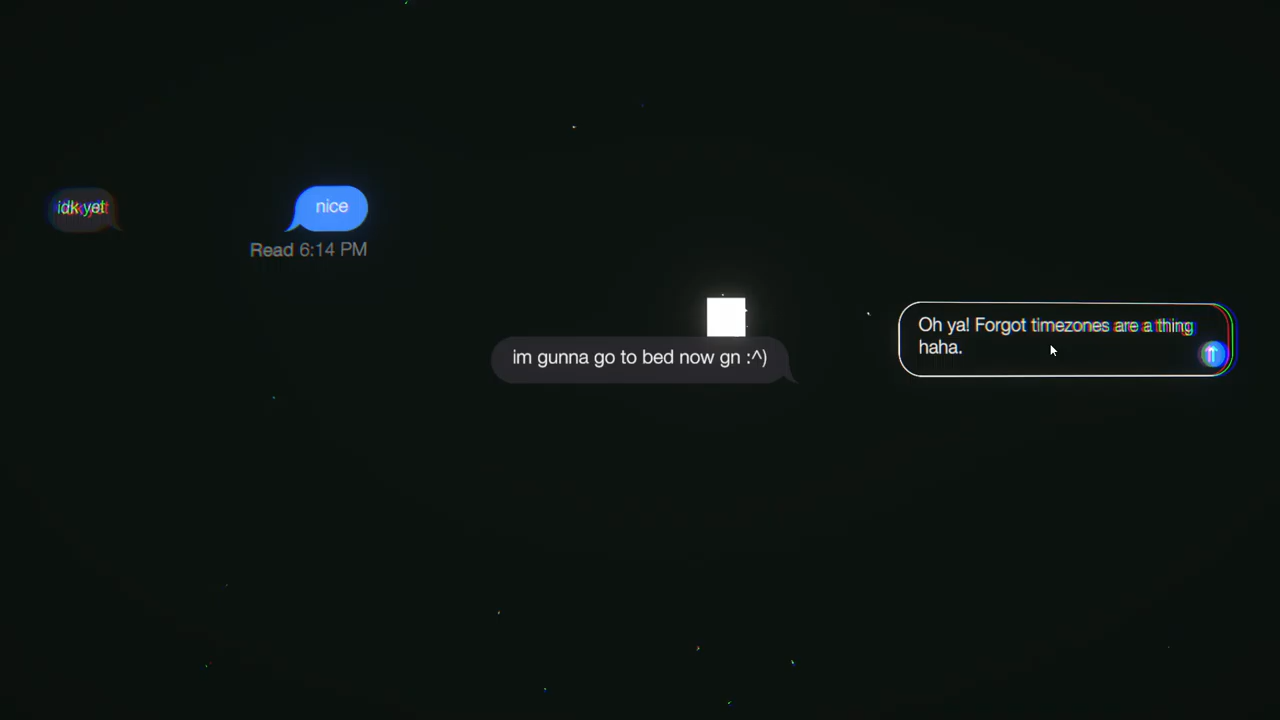 idk yet
nice
Read 6:14 PM
im gunna go to bed now gn :^)
Oh ya! Forgot timezones are a thing
haha.